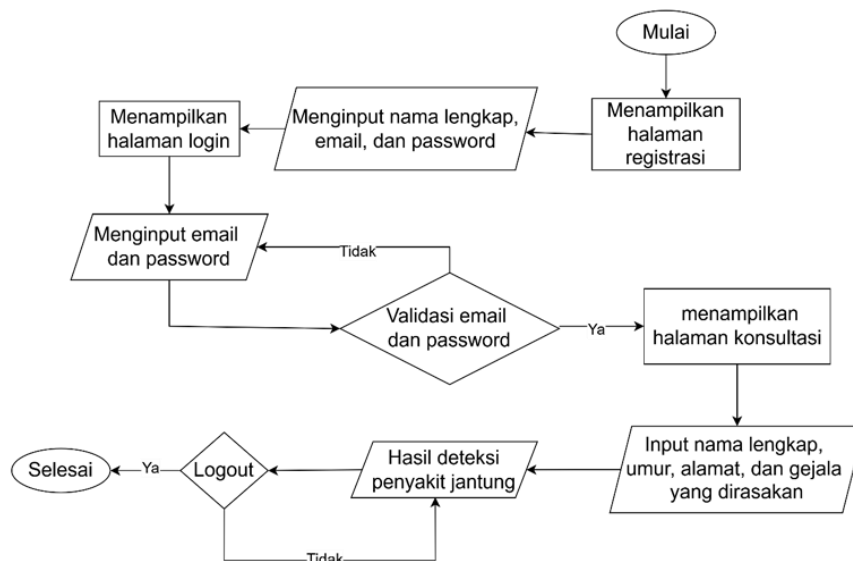 Mulai
Menampilkan
halaman
registrasi
Menginput nama lengkap,
email, dan password
Menampilkan
halaman login
Menginput email
dan password
Tidak
Validasi email
dan password
Ya
menampilkan
halaman konsultasi
Input nama lengkap,
umur, alamat, dan gejala
yang dirasakan
Hasil deteksi
penyakit jantung
Logout
Ya
Selesai
Tidak